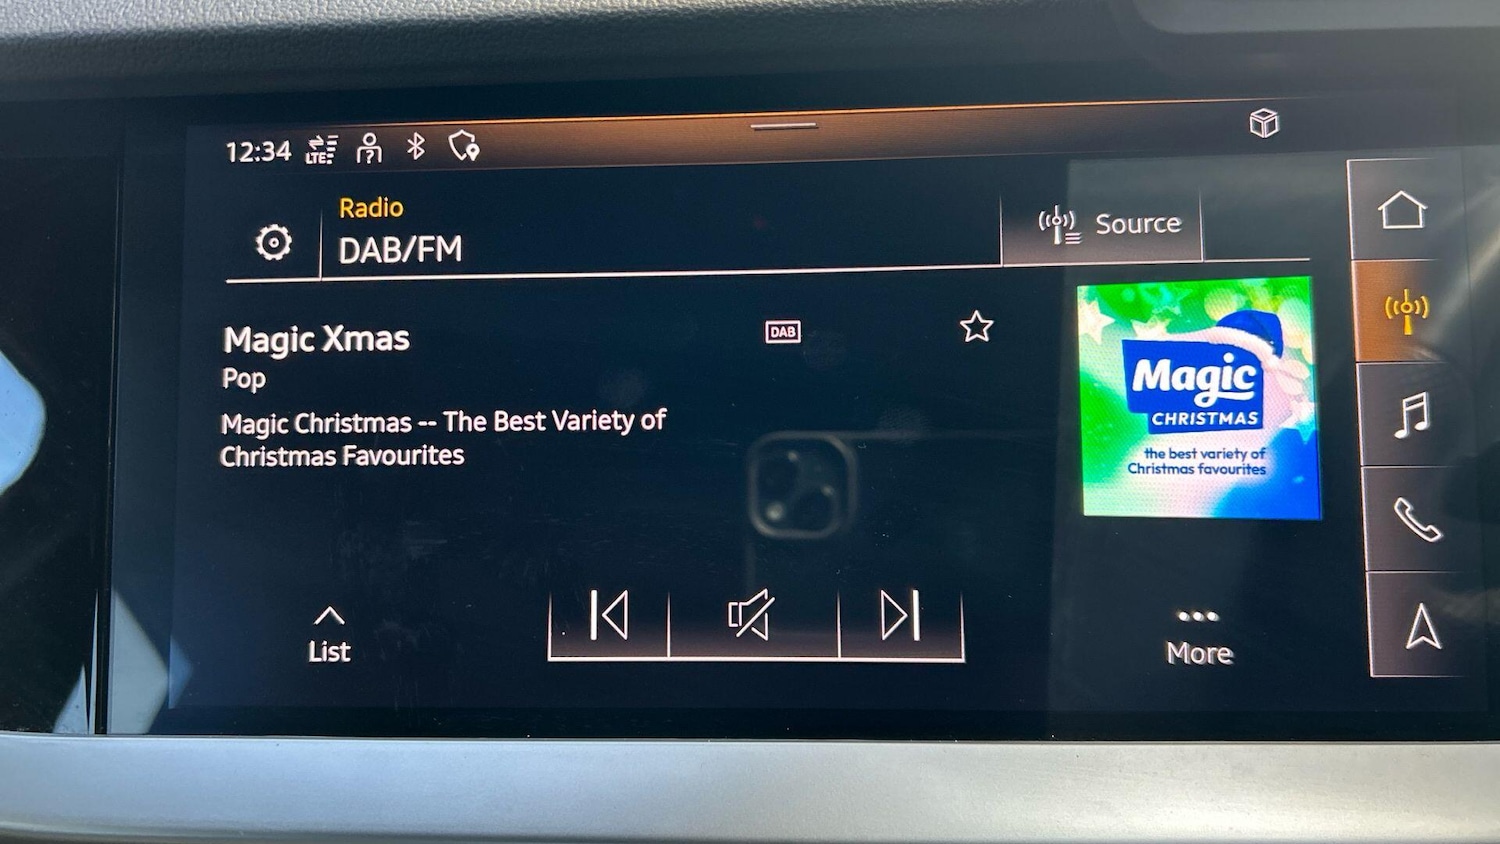 12:34 LTE
Radio
DAB/FM
Source
Magic Xmas
DAB
Pop
Magic Christmas -- The Best Variety of
Christmas Favourites
Magic
CHRISTMAS
the best variety of
Christmas favourites
List
More